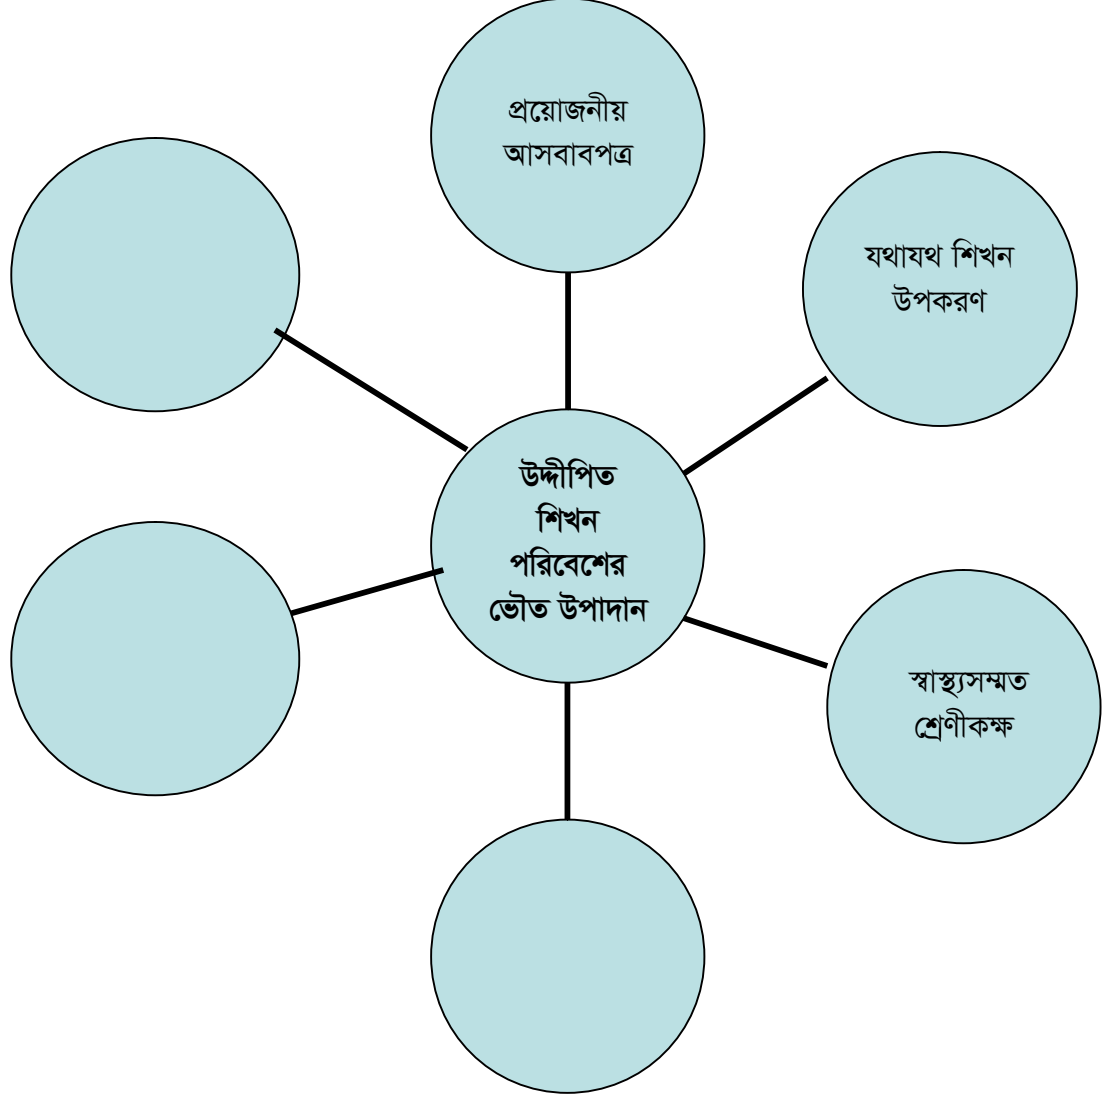 প্রয়োজনীয়
আসবাবপত্র
যথাযথ শিখন
উপকরণ
উদ্দীপিত
শিখন
পরিবেশের
ভৌত উপাদান
স্বাস্থ্যসম্মত
শ্রেণীকক্ষ